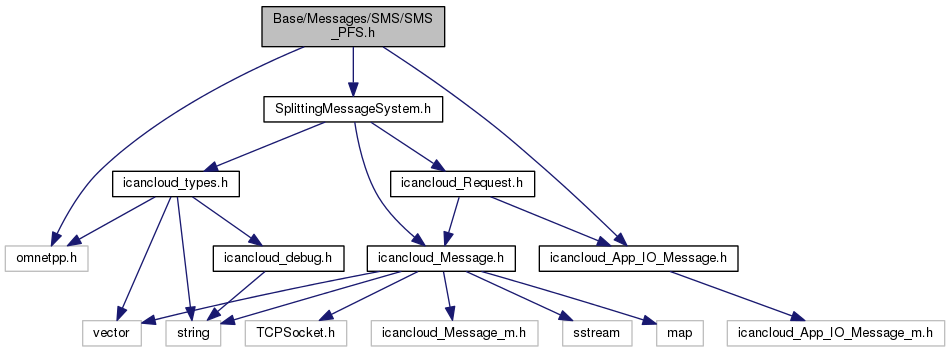 Base/Messages/SMS/SMS
_PFS.h
SplittingMessageSystem.h
icancloud_types.h
icancloud_Request.h
omnetpp.h
icancloud_debug.h
icancloud_Message.h
icancloud_App_IO_Message.h
vector
string
TCPSocket.h
icancloud_Message_m.h
sstream
map
icancloud_App_IO_Message_m.h